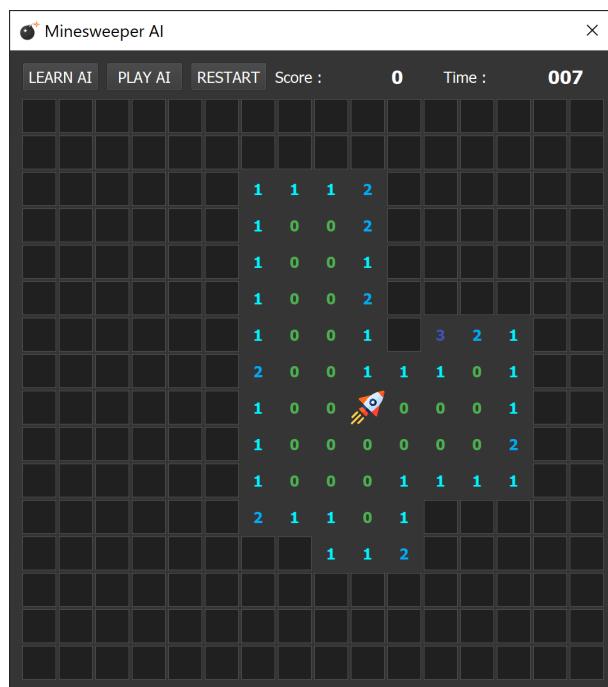 Minesweeper AI
LEARN AI PLAY AI RESTART Score : 0 Time : 007
1 1 1 2
1 0 0 2
1 0 0 1
1 0 0 2
1 0 0 1 3 2 1
2 0 0 1 1 1 0 1
1 0 0 0 0 0 1
1 0 0 0 0 0 0 2
1 0 0 0 1 1 1 1
2 1 1 0 1
1 1 2